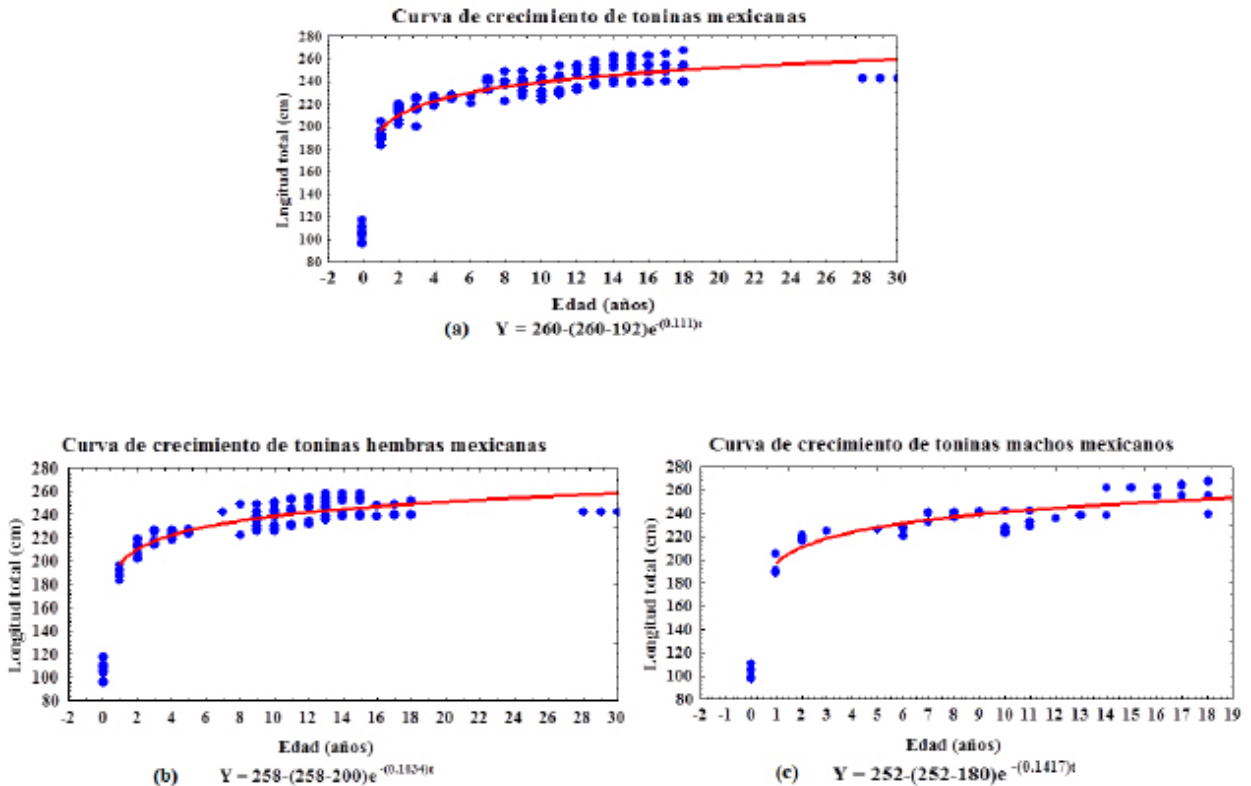 Curva de crecimiento de toninas mexicanas
280
260
240
220
200
180
160
140
120
100
80
Lngitud total (cm)
-2 0 2 4 6 8 10 12 14 16 18 20 22 24 26 28 30
Edad (años)
(a) Y = 260-(260-192)e^-(0.111)t
Curva de crecimiento de toninas hembras mexicanas
280
260
240
220
200
180
160
140
120
100
80
Longitud total (cm)
-2 0 2 4 6 8 10 12 14 16 18 20 22 24 26 28 30
Edad (años)
(b) Y = 258-(258-200)e^-(0.1034)t
Curva de crecimiento de toninas machos mexicanos
280
260
240
220
200
180
160
140
120
100
80
Longitud total (cm)
-2 -1 0 1 2 3 4 5 6 7 8 9 10 11 12 13 14 15 16 17 18 19
Edad (años)
(c) Y = 252-(252-180)e^-(0.1417)t